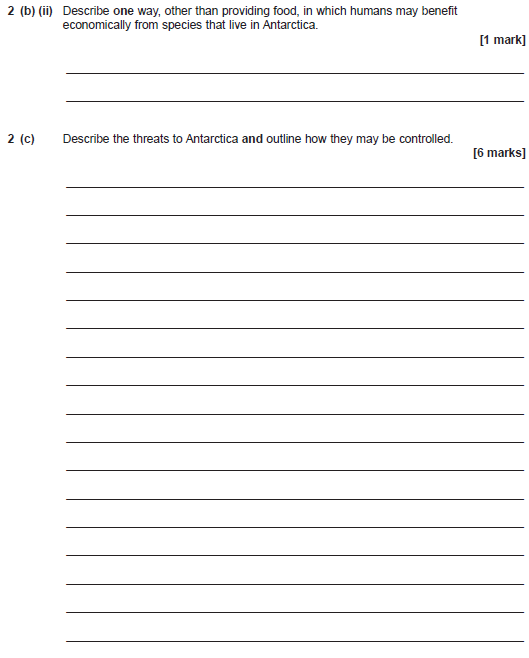 2 (b) (ii) Describe one way, other than providing food, in which humans may benefit
economically from species that live in Antarctica.
[1 mark]
2 (c) Describe the threats to Antarctica and outline how they may be controlled.
[6 marks]